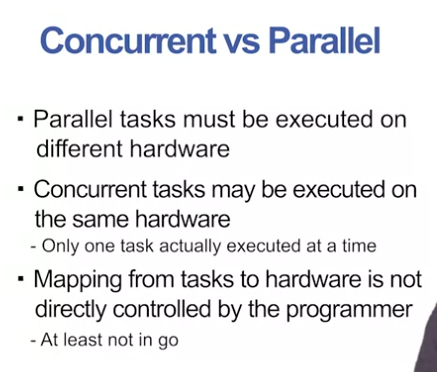 Concurrent vs Parallel
▪ Parallel tasks must be executed on
different hardware
▪ Concurrent tasks may be executed on
the same hardware
- Only one task actually executed at a time
▪ Mapping from tasks to hardware is not
directly controlled by the programmer
- At least not in go